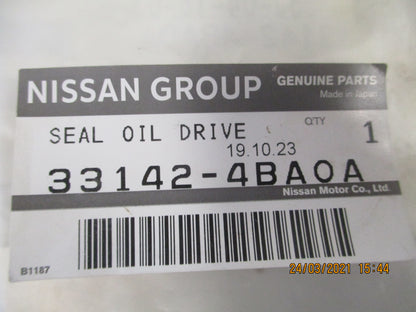 NISSAN GROUP
GENUINE PARTS
Made in Japan
SEAL OIL DRIVE
QTY
1
19.10.23
33142-4BA0A
Nissan Motor Co., Ltd.
B1187
24/03/2021 15:44